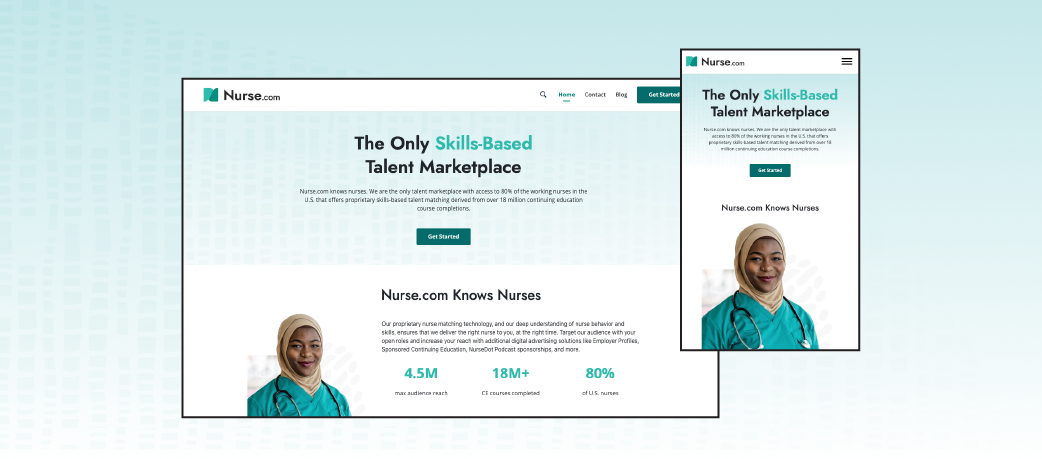 Nurse.com
Home Contact Blog Get Started
The Only Skills-Based
Talent Marketplace
Nurse.com knows nurses. We are the only talent marketplace with access to 80% of the working nurses in the
U.S. that offers proprietary skills-based talent matching derived from over 18 million continuing education
course completions.
Get Started
Nurse.com Knows Nurses
Our proprietary nurse matching technology, and our deep understanding of nurse behavior and
skills, ensures that we deliver the right nurse to you, at the right time. Target our audience with your
open roles and increase your reach with additional digital advertising solutions like Employer Profiles,
Sponsored Continuing Education, NurseDot Podcast sponsorships, and more.
4.5M 18M+ 80%
max audience reach CE courses completed of U.S. nurses
Nurse.com
The Only Skills-Based
Talent Marketplace
Nurse.com knows nurses. We are the only talent marketplace with
access to 80% of the working nurses in the U.S. that offers
proprietary skills-based talent matching derived from over 18
million continuing education course completions.
Get Started
Nurse.com Knows Nurses